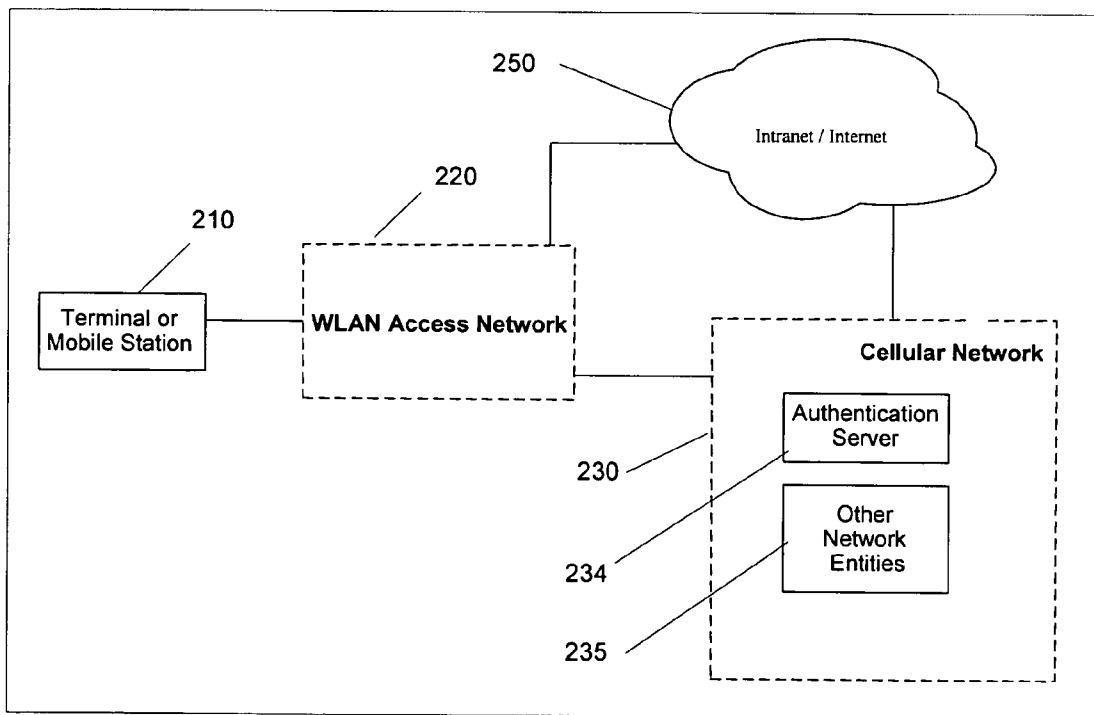 250
Intranet / Internet
220
210
Terminal or
Mobile Station
WLAN Access Network
Cellular Network
Authentication
Server
230
Other
Network
Entities
234
235